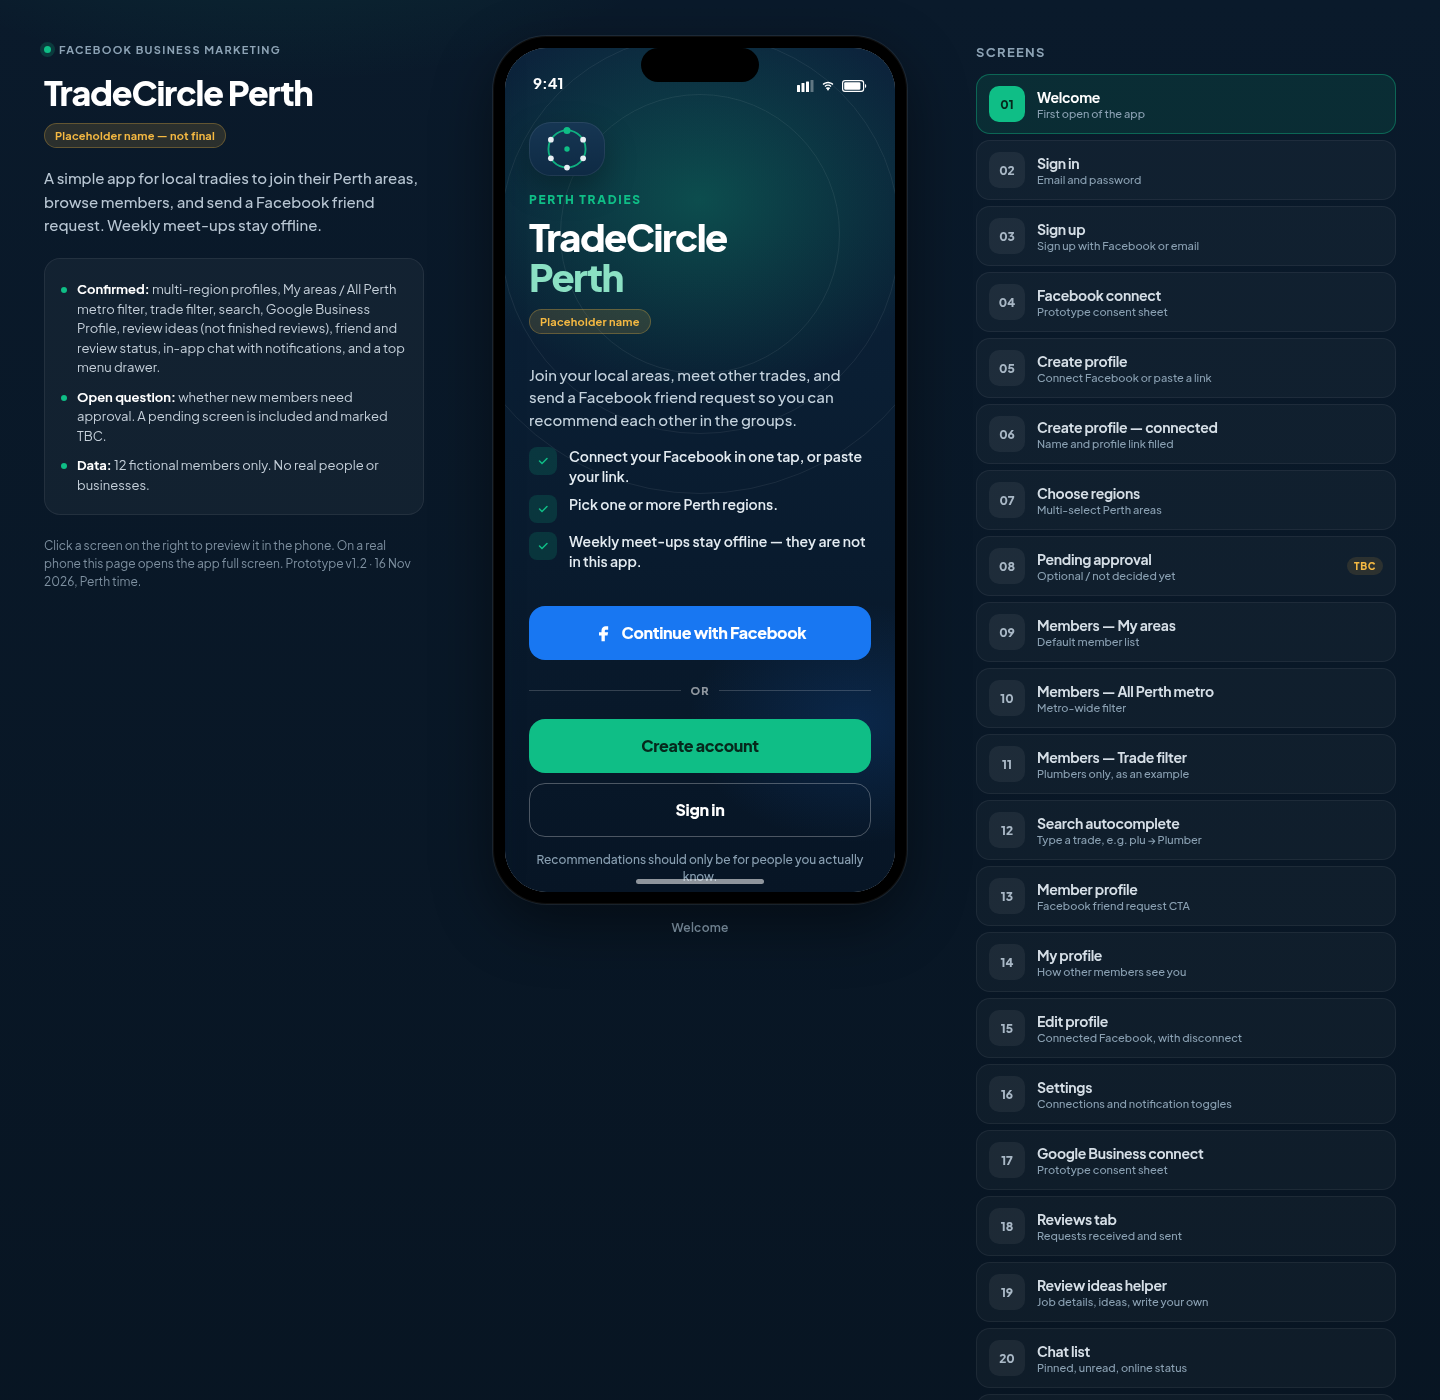 FACEBOOK BUSINESS MARKETING
TradeCircle Perth
Placeholder name — not final
A simple app for local tradies to join their Perth areas,
browse members, and send a Facebook friend
request. Weekly meet-ups stay offline.
Confirmed: multi-region profiles, My areas / All Perth
metro filter, trade filter, search, Google Business
Profile, review ideas (not finished reviews), friend and
review status, in-app chat with notifications, and a top
menu drawer.
Open question: whether new members need
approval. A pending screen is included and marked
TBC.
Data: 12 fictional members only. No real people or
businesses.
Click a screen on the right to preview it in the phone. On a real
phone this page opens the app full screen. Prototype v1.2 · 16 Nov
2026, Perth time.
9:41
PERTH TRADIES
TradeCircle
Perth
Placeholder name
Join your local areas, meet other trades, and
send a Facebook friend request so you can
recommend each other in the groups.
Connect your Facebook in one tap, or paste
your link.
Pick one or more Perth regions.
Weekly meet-ups stay offline — they are not
in this app.
Continue with Facebook
OR
Create account
Sign in
Recommendations should only be for people you actually
know.
Welcome
SCREENS
01
Welcome
First open of the app
02
Sign in
Email and password
03
Sign up
Sign up with Facebook or email
04
Facebook connect
Prototype consent sheet
05
Create profile
Connect Facebook or paste a link
06
Create profile — connected
Name and profile link filled
07
Choose regions
Multi-select Perth areas
08
Pending approval
Optional / not decided yet
TBC
09
Members — My areas
Default member list
10
Members — All Perth metro
Metro-wide filter
11
Members — Trade filter
Plumbers only, as an example
12
Search autocomplete
Type a trade, e.g. plu → Plumber
13
Member profile
Facebook friend request CTA
14
My profile
How other members see you
15
Edit profile
Connected Facebook, with disconnect
16
Settings
Connections and notification toggles
17
Google Business connect
Prototype consent sheet
18
Reviews tab
Requests received and sent
19
Review ideas helper
Job details, ideas, write your own
20
Chat list
Pinned, unread, online status